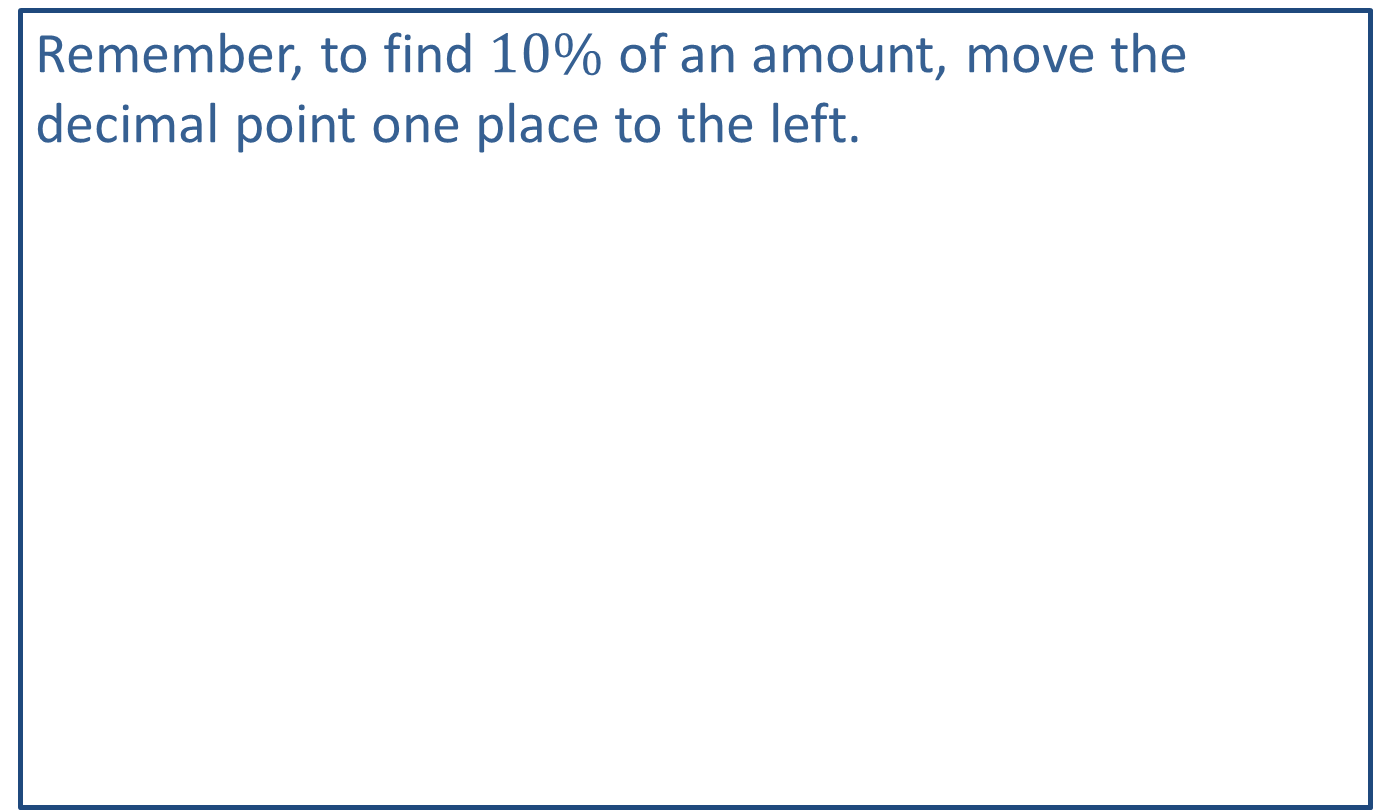 Remember, to find 10% of an amount, move the
decimal point one place to the left.